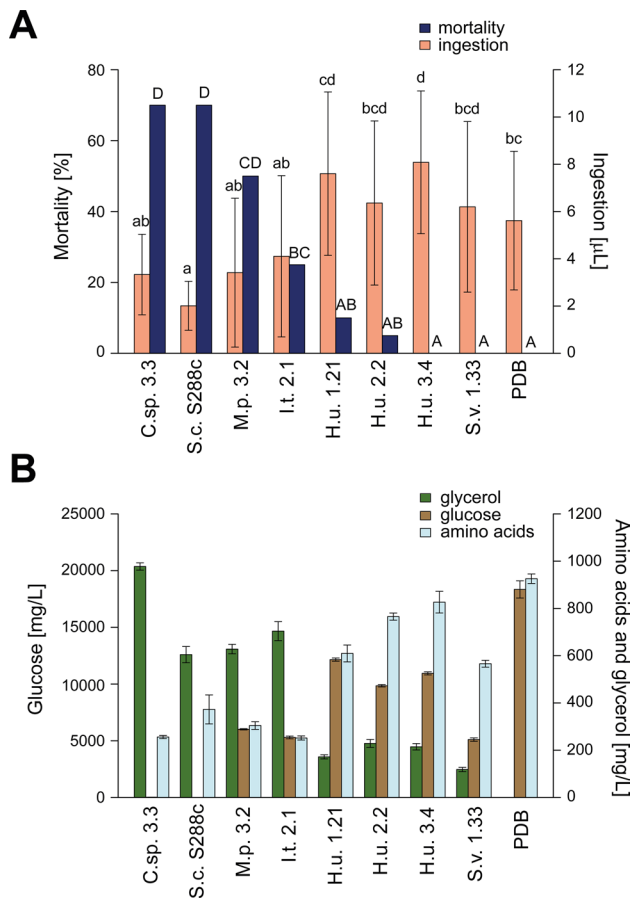 A
mortality
ingestion
80
60
40
20
0
Mortality [%]
12
10
8
6
4
2
0
Ingestion [µL]
ab D
a D
ab CD
ab BC
cd AB
bcd AB
d A
bcd A
bc A
C.sp. 3.3
S.c. S288c
M.p. 3.2
I.t. 2.1
H.u. 1.21
H.u. 2.2
H.u. 3.4
S.v. 1.33
PDB
B
glycerol
glucose
amino acids
25000
20000
15000
10000
5000
0
Glucose [mg/L]
1200
1000
800
600
400
200
0
Amino acids and glycerol
[mg/L]
C.sp. 3.3
S.c. S288c
M.p. 3.2
I.t. 2.1
H.u. 1.21
H.u. 2.2
H.u. 3.4
S.v. 1.33
PDB